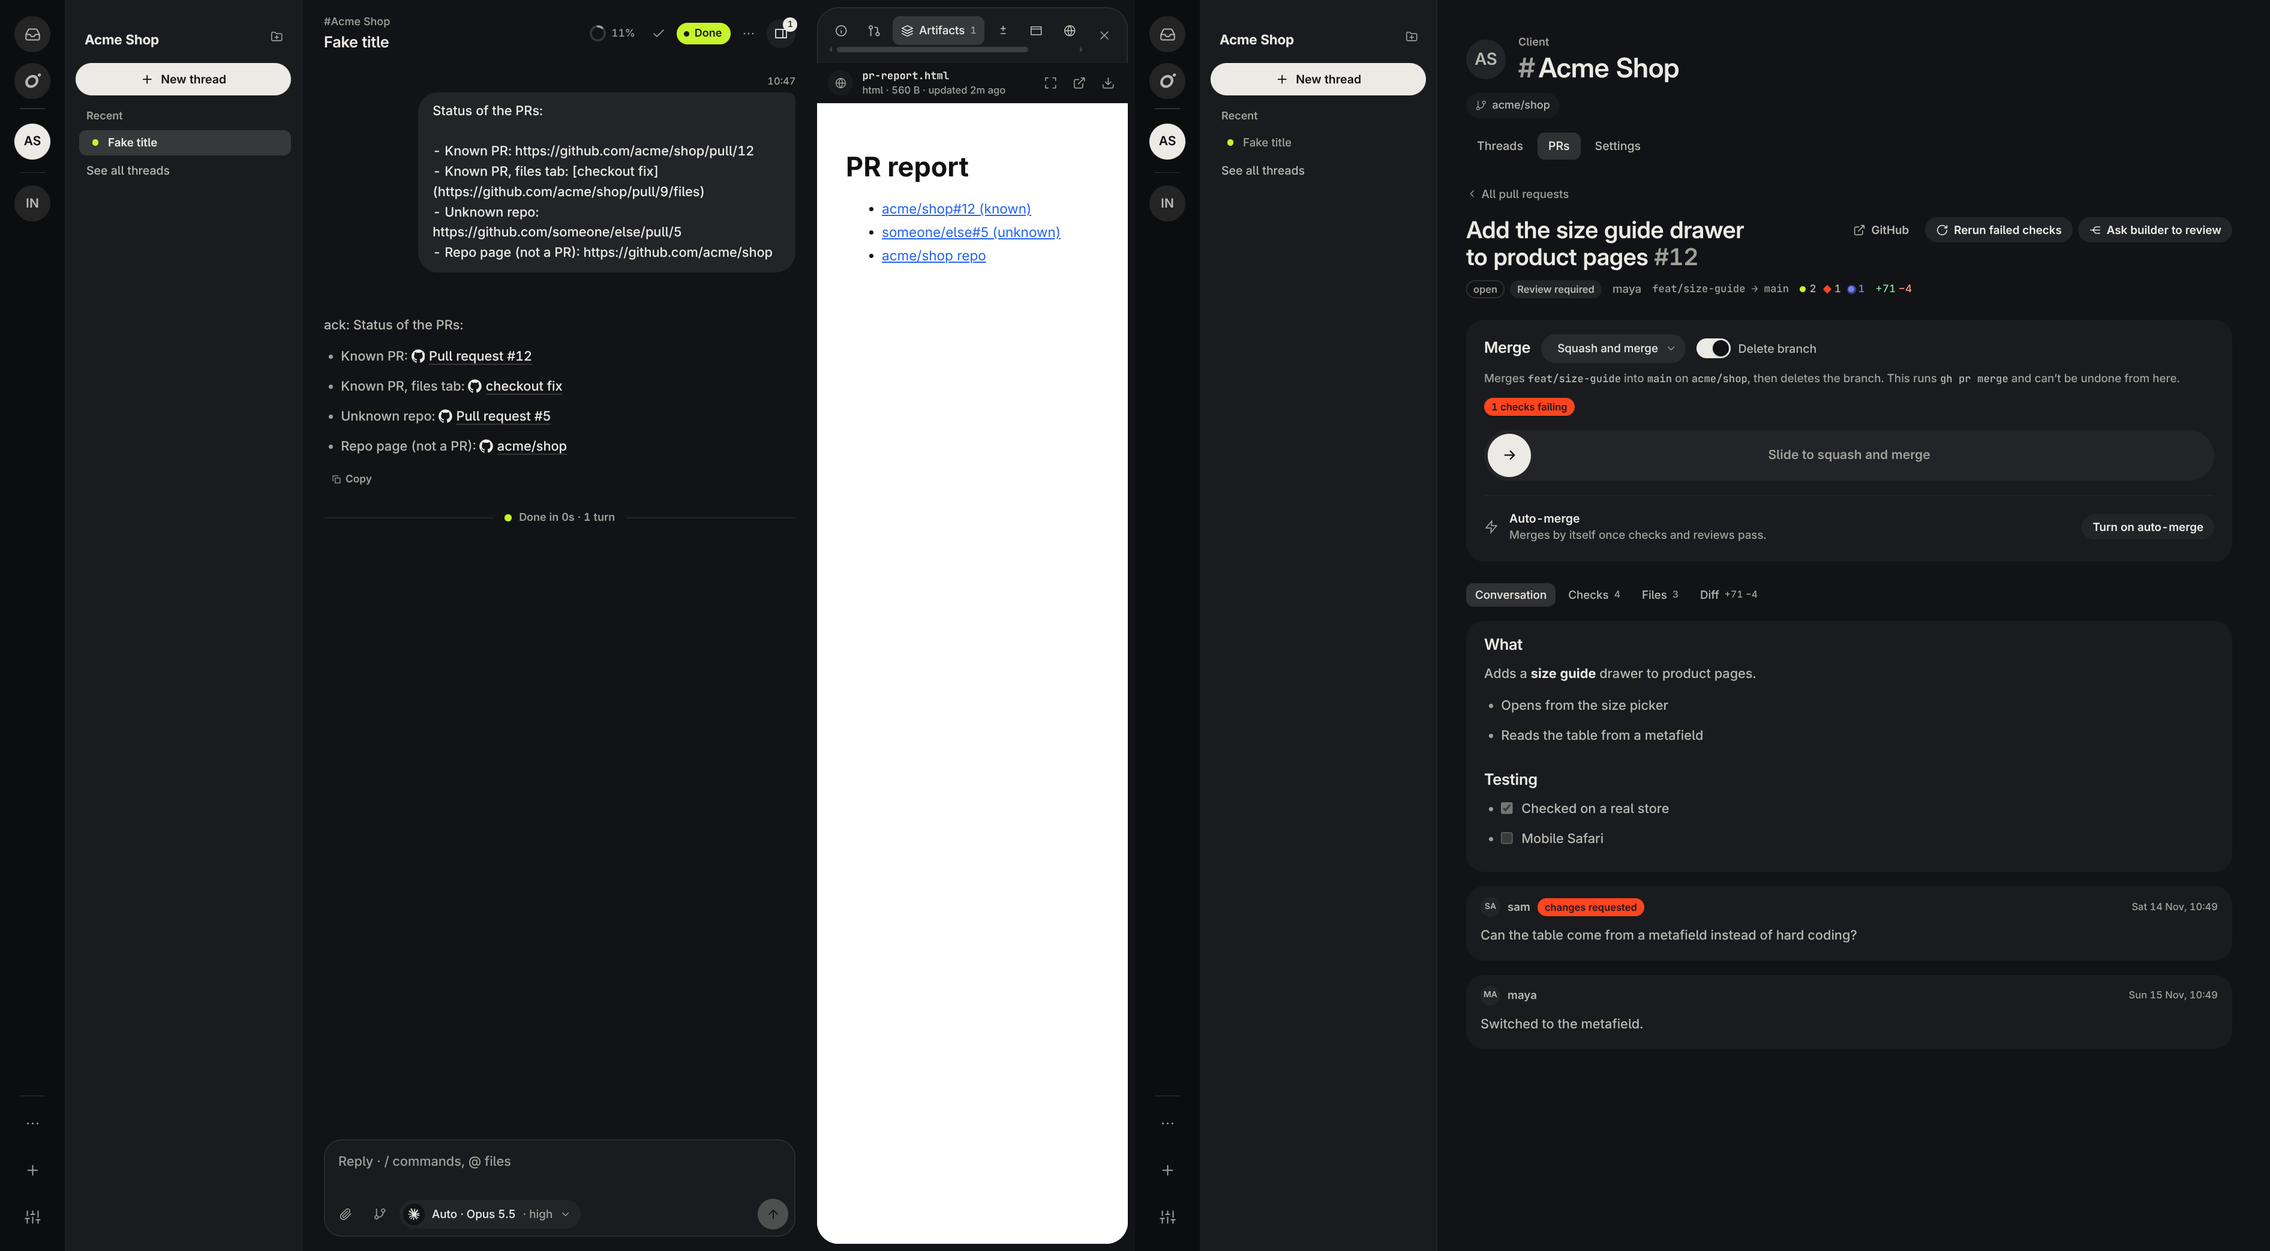 Acme Shop
New thread
Recent
AS
Fake title
See all threads
IN
#Acme Shop
Fake title
11%
Done
1
10:47
Status of the PRs:
- Known PR: https://github.com/acme/shop/pull/12
- Known PR, files tab: [checkout fix]
(https://github.com/acme/shop/pull/9/files)
- Unknown repo:
https://github.com/someone/else/pull/5
- Repo page (not a PR): https://github.com/acme/shop
ack: Status of the PRs:
• Known PR: Pull request #12
• Known PR, files tab: checkout fix
• Unknown repo: Pull request #5
• Repo page (not a PR): acme/shop
Copy
Done in 0s · 1 turn
Reply · / commands, @ files
Auto · Opus 5.5 · high
Artifacts 1
pr-report.html
html · 560 B · updated 2m ago
PR report
• acme/shop#12 (known)
• someone/else#5 (unknown)
• acme/shop repo
Acme Shop
New thread
Recent
AS
Fake title
See all threads
IN
AS
Client
#Acme Shop
acme/shop
Threads PRs Settings
All pull requests
Add the size guide drawer
to product pages #12
GitHub
Rerun failed checks
Ask builder to review
open Review required maya feat/size-guide → main 2 1 1 +71 −4
Merge Squash and merge Delete branch
Merges feat/size-guide into main on acme/shop, then deletes the branch. This runs gh pr merge and can’t be undone from here.
1 checks failing
Slide to squash and merge
Auto-merge
Merges by itself once checks and reviews pass.
Turn on auto-merge
Conversation Checks 4 Files 3 Diff +71 −4
What
Adds a size guide drawer to product pages.
• Opens from the size picker
• Reads the table from a metafield
Testing
• Checked on a real store
• Mobile Safari
SA sam changes requested Sat 14 Nov, 10:49
Can the table come from a metafield instead of hard coding?
MA maya Sun 15 Nov, 10:49
Switched to the metafield.